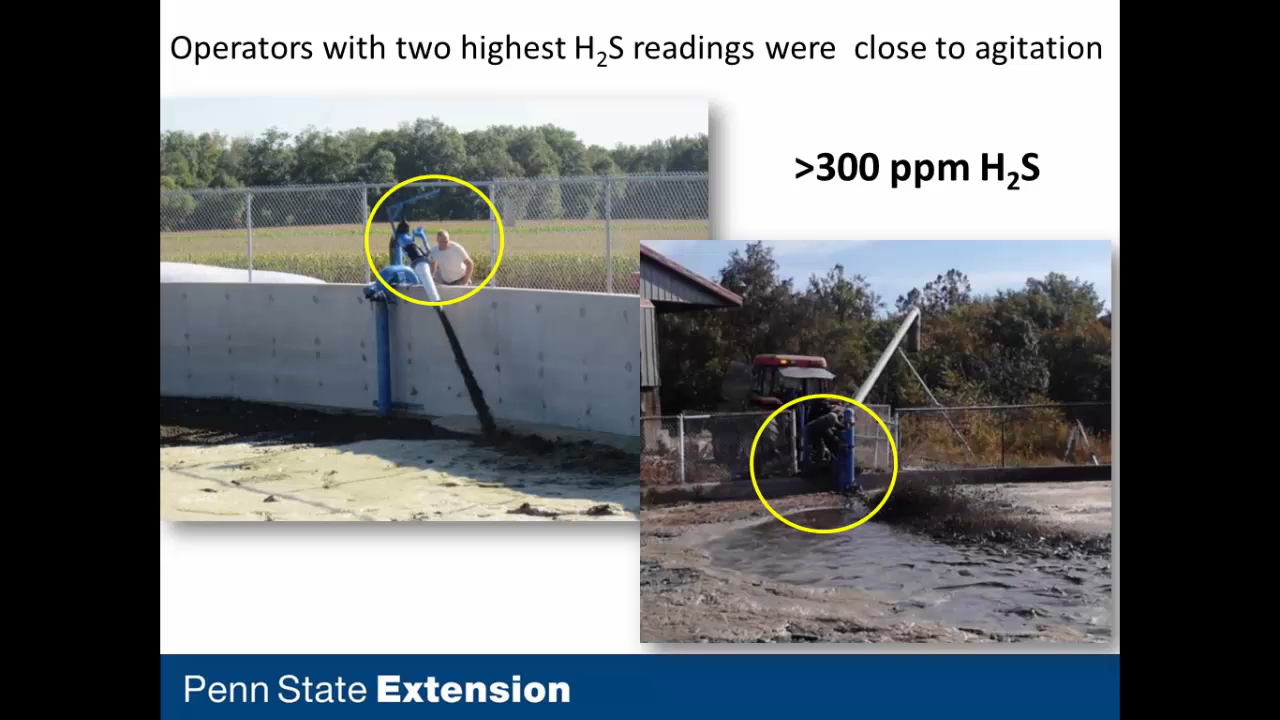 Operators with two highest H₂S readings were  close to agitation
>300 ppm H₂S
Penn State Extension